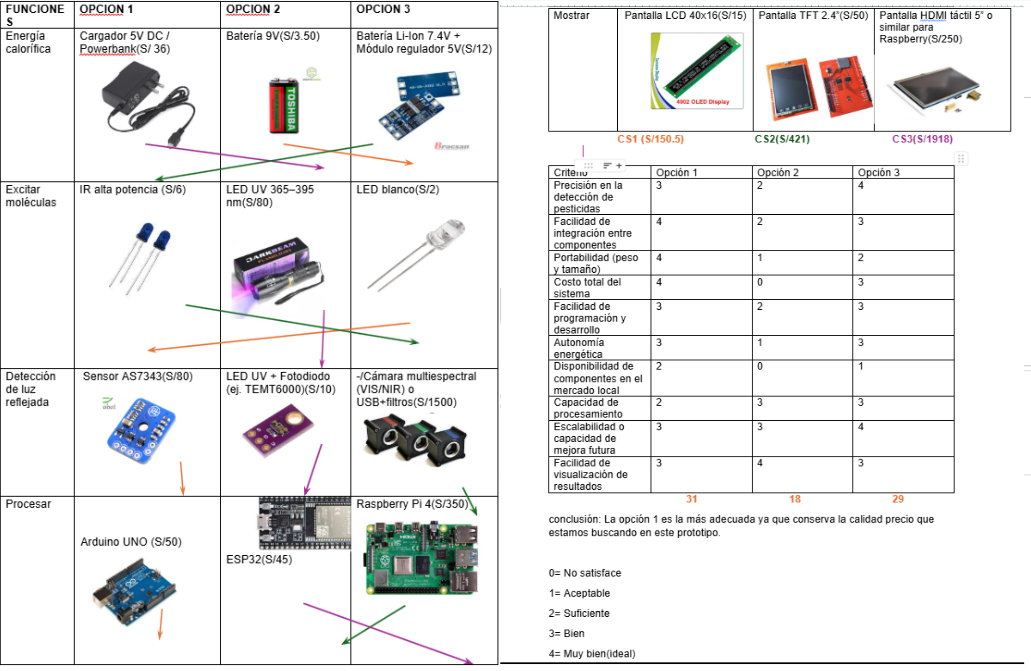 FUNCIONE
S
OPCION 1
OPCION 2
OPCION 3
Energía
calorífica
Cargador 5V DC /
Powerbank(S/ 36)
Batería 9V(S/3.50)
Batería Li-Ion 7.4V +
Módulo regulador 5V(S/12)
TOSHIBA
Excitar
moléculas
IR alta potencia (S/6)
LED UV 365–395
nm(S/80)
LED blanco(S/2)
DARKBEAM
Detección
de luz
reflejada
Sensor AS7343(S/80)
LED UV + Fotodiodo
(ej. TEMT6000)(S/10)
-/Cámara multiespectral
(VIS/NIR) o
USB+filtros(S/1500)
Procesar
Arduino UNO (S/50)
ESP32(S/45)
Raspberry Pi 4(S/350)
Mostrar
Pantalla LCD 40x16(S/15)
Pantalla TFT 2.4"(S/50)
Pantalla HDMI táctil 5" o
similar para
Raspberry(S/250)
4002 OLED Display
CS1 (S/150.5)
CS2(S/421)
CS3(S/1918)
Criterio
Opción 1
Opción 2
Opción 3
Precisión en la
detección de
pesticidas
3
2
4
Facilidad de
integración entre
componentes
4
2
3
Portabilidad (peso
y tamaño)
4
1
2
Costo total del
sistema
4
0
3
Facilidad de
programación y
desarrollo
3
2
3
Autonomía
energética
3
1
3
Disponibilidad de
componentes en el
mercado local
2
0
1
Capacidad de
procesamiento
2
3
3
Escalabilidad o
capacidad de
mejora futura
3
3
4
Facilidad de
visualización de
resultados
3
4
3
31
18
29
conclusión: La opción 1 es la más adecuada ya que conserva la calidad precio que
estamos buscando en este prototipo.
0= No satisface
1= Aceptable
2= Suficiente
3= Bien
4= Muy bien(ideal)